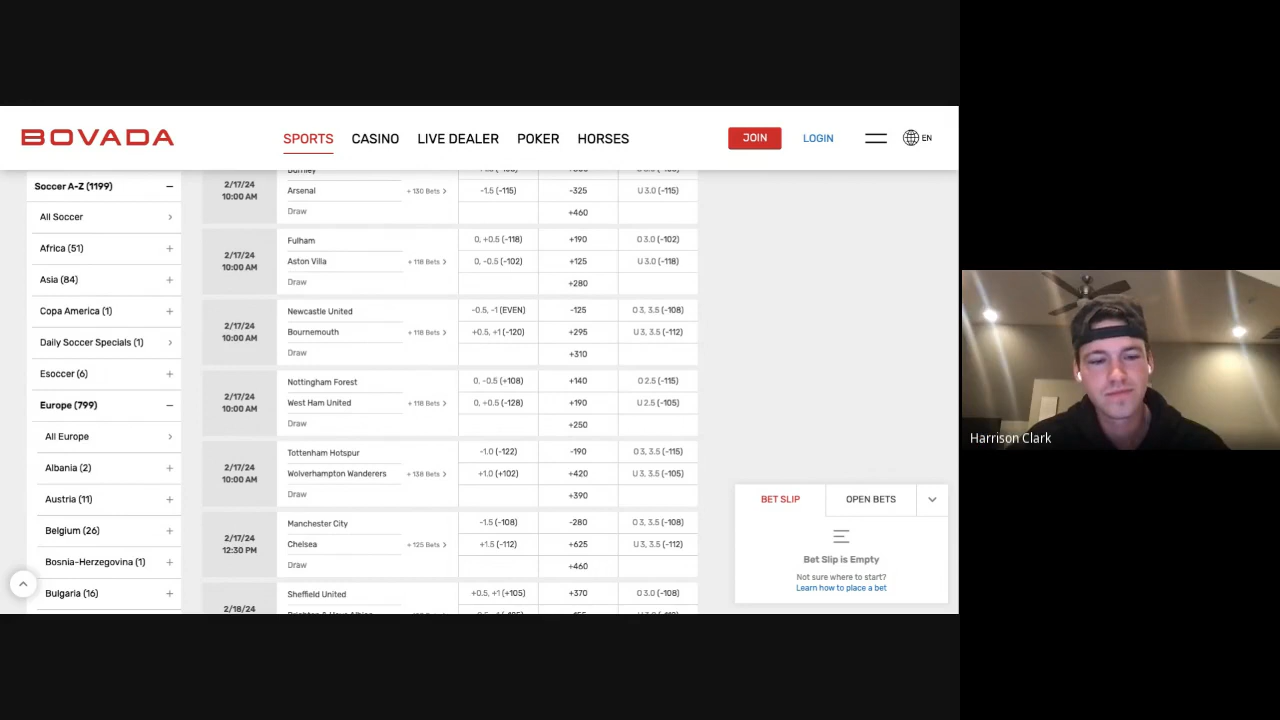 BOVADA
SPORTS CASINO LIVE DEALER POKER HORSES
JOIN LOGIN EN
Soccer A-Z (1199) −
All Soccer
Africa (51) +
Asia (84) +
Copa America (1) +
Daily Soccer Specials (1)
Esoccer (6) +
Europe (799) −
All Europe
Albania (2) +
Austria (11) +
Belgium (26) +
Bosnia-Herzegovina (1) +
Bulgaria (16) +
2/17/24
10:00 AM
Burnley
Arsenal + 130 Bets > -1.5 (-115) -325 U 3.0 (-115)
Draw +460
2/17/24
10:00 AM
Fulham 0, +0.5 (-118) +190 O 3.0 (-102)
Aston Villa + 118 Bets > 0, -0.5 (-102) +125 U 3.0 (-118)
Draw +280
2/17/24
10:00 AM
Newcastle United -0.5, -1 (EVEN) -125 O 3, 3.5 (-108)
Bournemouth + 118 Bets > +0.5, +1 (-120) +295 U 3, 3.5 (-112)
Draw +310
2/17/24
10:00 AM
Nottingham Forest 0, -0.5 (+108) +140 O 2.5 (-115)
West Ham United + 118 Bets > 0, +0.5 (-128) +190 U 2.5 (-105)
Draw +250
2/17/24
10:00 AM
Tottenham Hotspur -1.0 (-122) -190 O 3, 3.5 (-115)
Wolverhampton Wanderers + 138 Bets > +1.0 (+102) +420 U 3, 3.5 (-105)
Draw +390
2/17/24
12:30 PM
Manchester City -1.5 (-108) -280 O 3, 3.5 (-108)
Chelsea + 125 Bets > +1.5 (-112) +625 U 3, 3.5 (-112)
Draw +460
2/18/24
Sheffield United +0.5, +1 (+105) +370 O 3.0 (-108)
BET SLIP OPEN BETS
Bet Slip is Empty
Not sure where to start?
Learn how to place a bet
Harrison Clark